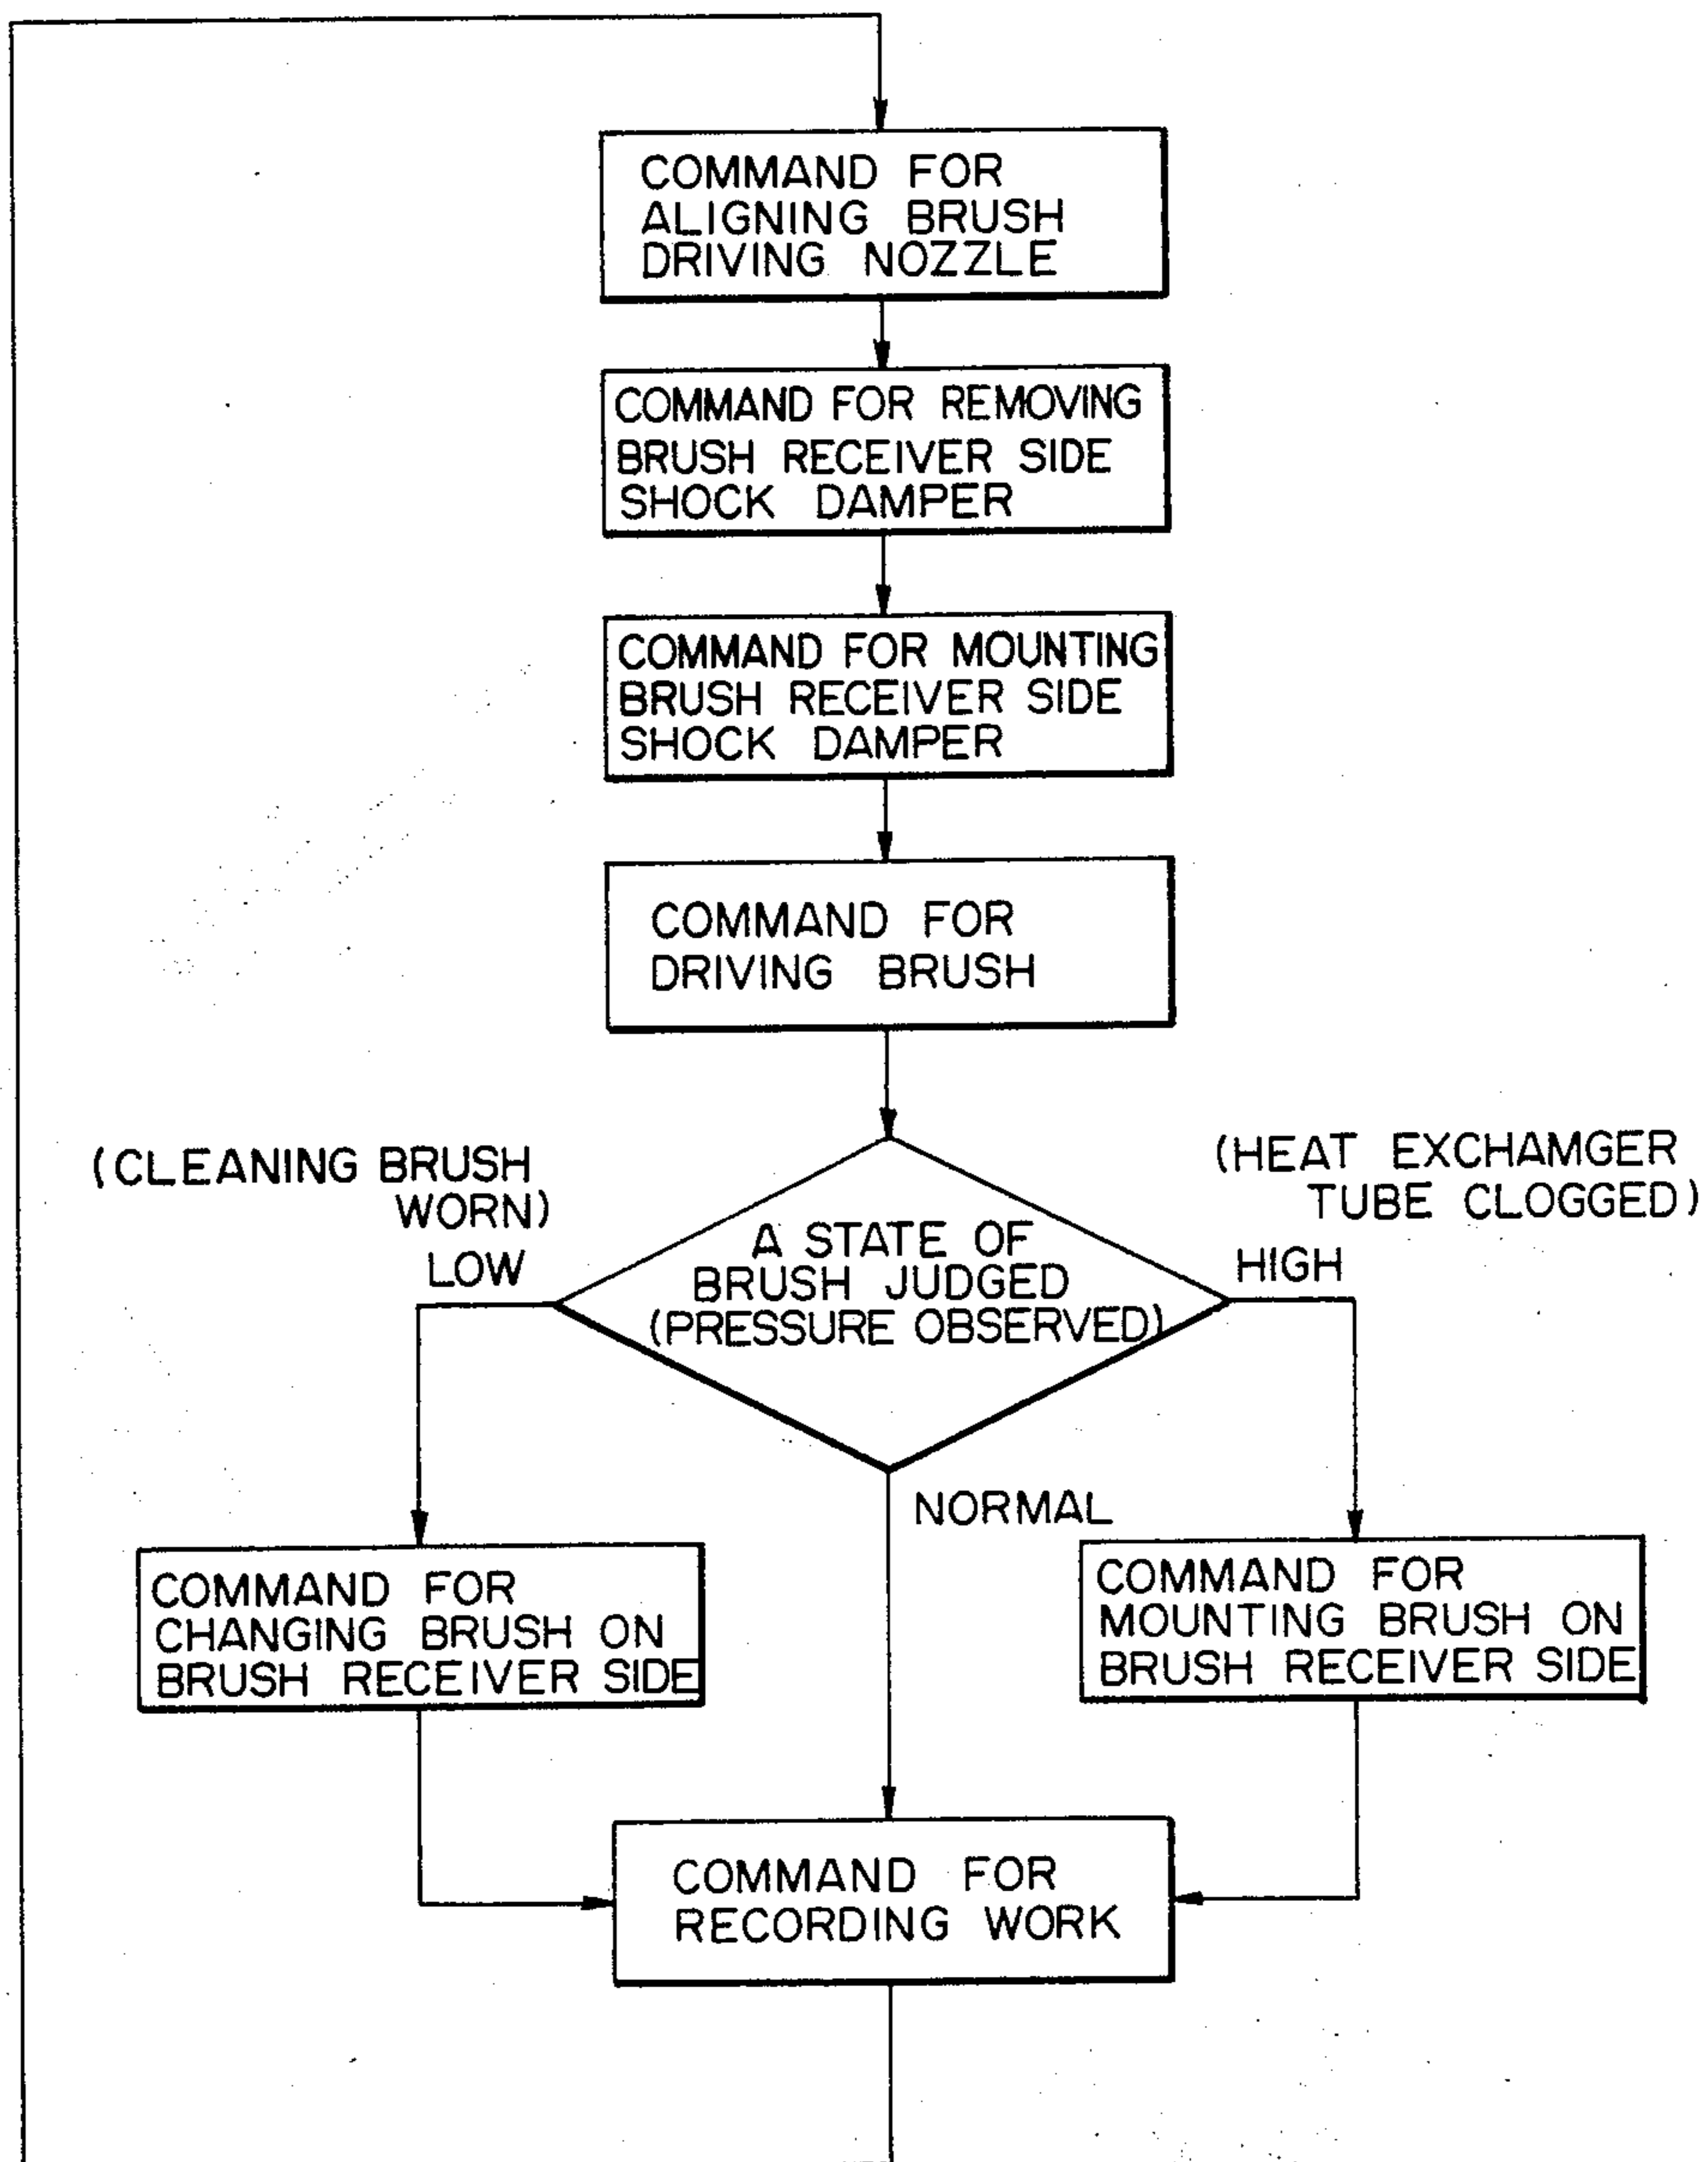 COMMAND FOR
ALIGNING BRUSH
DRIVING NOZZLE
COMMAND FOR REMOVING
BRUSH RECEIVER SIDE
SHOCK DAMPER
COMMAND FOR MOUNTING
BRUSH RECEIVER SIDE
SHOCK DAMPER
COMMAND FOR
DRIVING BRUSH
(CLEANING BRUSH
WORN)
LOW
(HEAT EXCHAMGER
TUBE CLOGGED)
HIGH
A STATE OF
BRUSH JUDGED
(PRESSURE OBSERVED)
NORMAL
COMMAND FOR
CHANGING BRUSH ON
BRUSH RECEIVER SIDE
COMMAND FOR
MOUNTING BRUSH ON
BRUSH RECEIVER SIDE
COMMAND FOR
RECORDING WORK